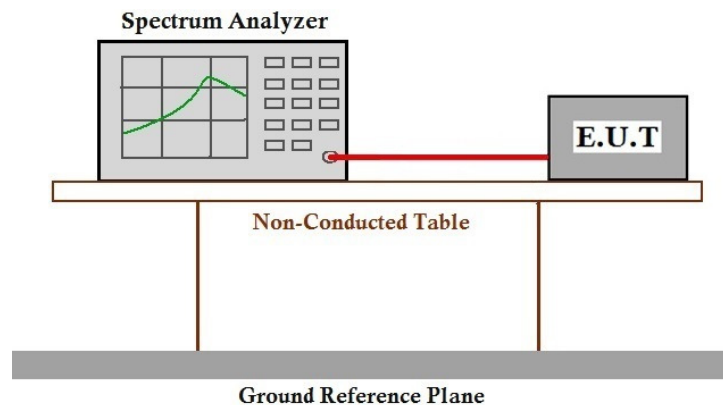 Spectrum Analyzer
E.U.T
Non-Conducted Table
Ground Reference Plane